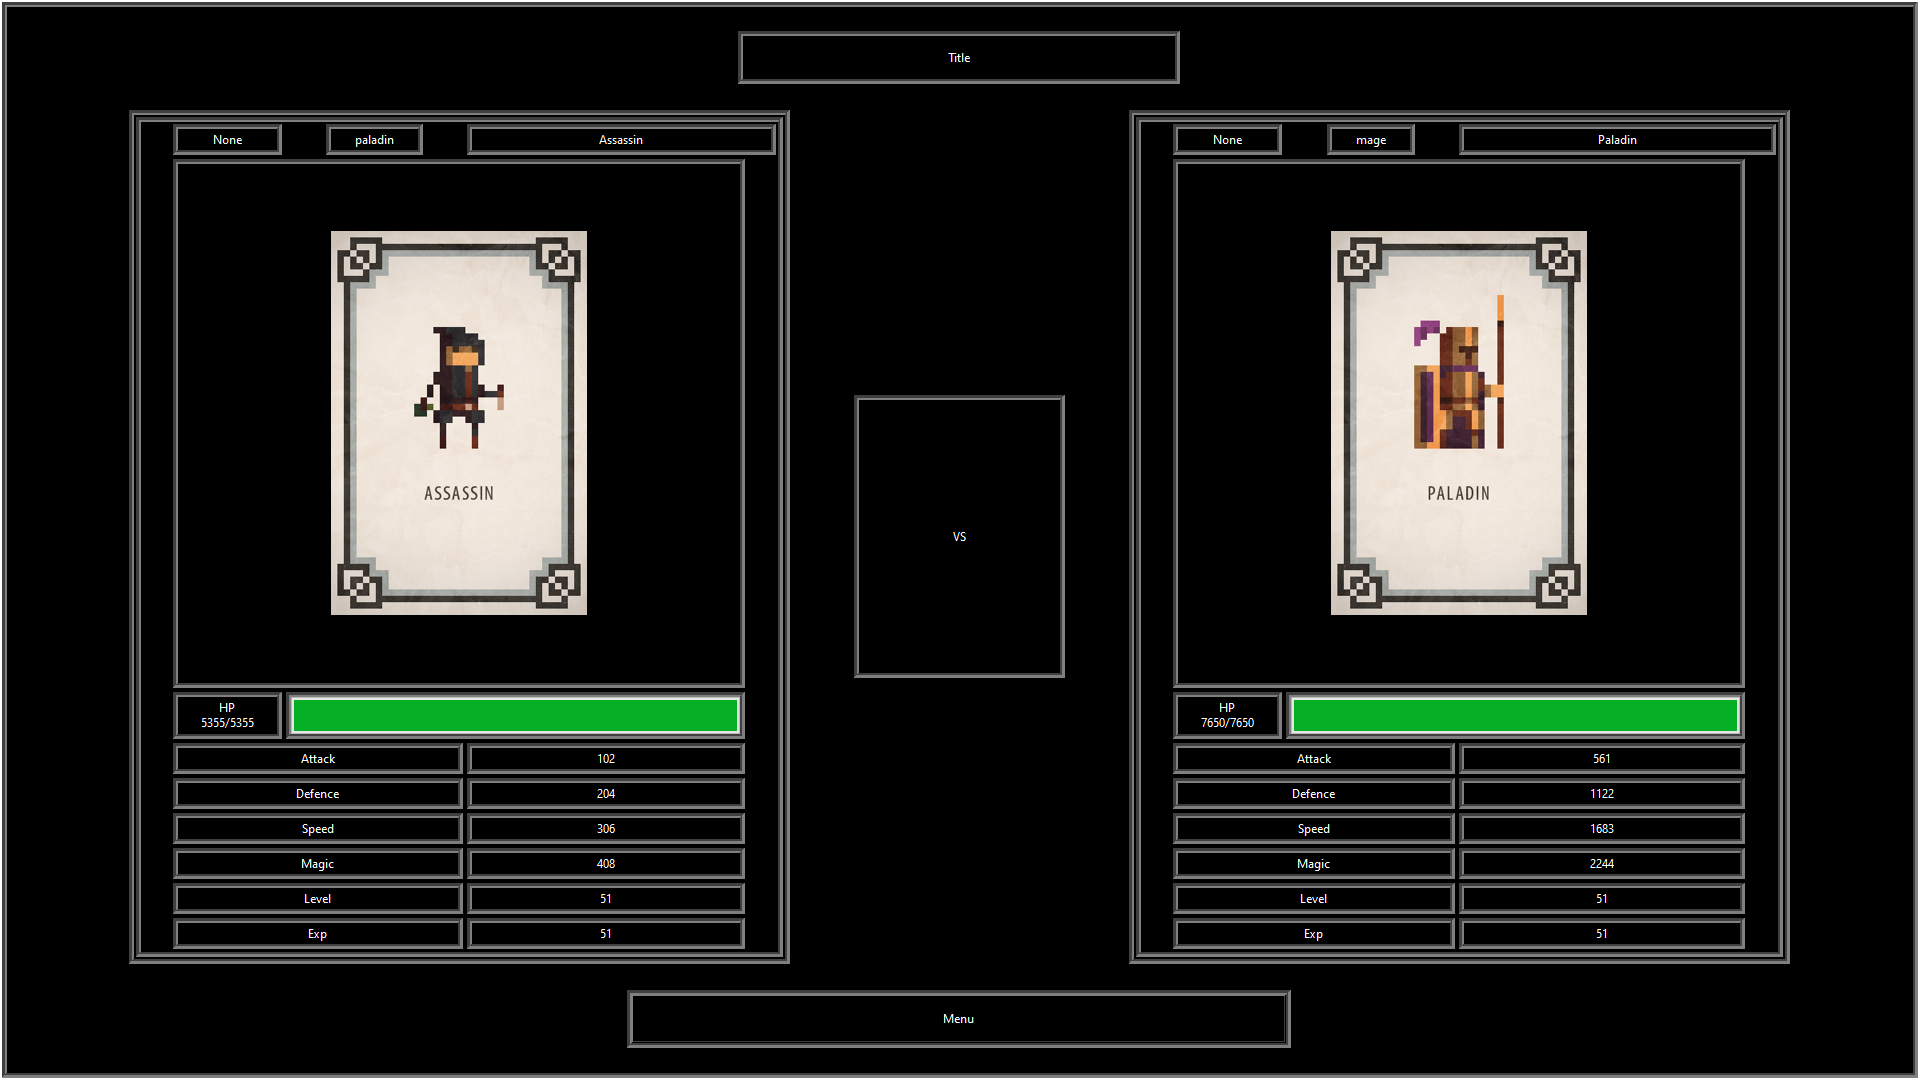 Title
None
paladin
Assassin
ASSASSIN
HP
5355/5355
Attack
102
Defence
204
Speed
306
Magic
408
Level
51
Exp
51
VS
None
mage
Paladin
PALADIN
HP
7650/7650
Attack
561
Defence
1122
Speed
1683
Magic
2244
Level
51
Exp
51
Menu